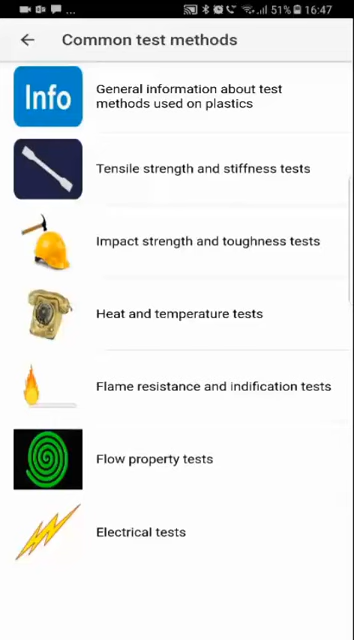 51% 16:47
Common test methods
Info
General information about test
methods used on plastics
Tensile strength and stiffness tests
Impact strength and toughness tests
Heat and temperature tests
Flame resistance and indification tests
Flow property tests
Electrical tests